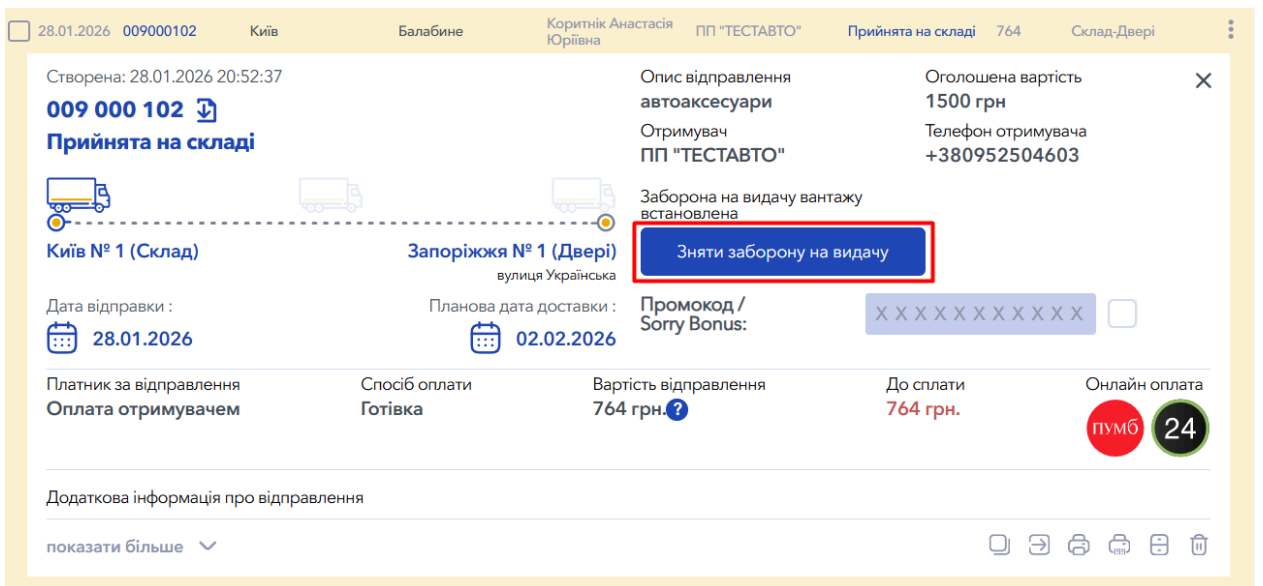 28.01.2026 009000102 Київ Балабине Коритнік Анастасія Юріївна ПП "ТЕСТАВТО" Прийнята на складі 764 Склад-Двері
Створена: 28.01.2026 20:52:37
009 000 102
Прийнята на складі
Опис відправлення
автоаксесуари
Оголошена вартість
1500 грн
Отримувач
ПП "ТЕСТАВТО"
Телефон отримувача
+380952504603
Заборона на видачу вантажу
встановлена
Зняти заборону на видачу
Київ № 1 (Склад)
Запоріжжя № 1 (Двері)
вулиця Українська
Дата відправки :
28.01.2026
Планова дата доставки :
02.02.2026
Промокод /
Sorry Bonus:
X X X X X X X X X X X
Платник за відправлення
Оплата отримувачем
Спосіб оплати
Готівка
Вартість відправлення
764 грн. ?
До сплати
764 грн.
Онлайн оплата
ПУМБ 24
Додаткова інформація про відправлення
показати більше